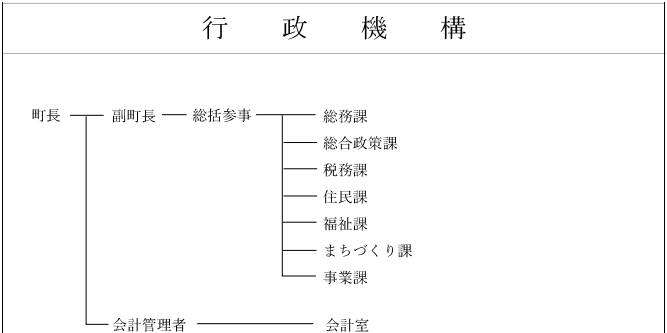 行政機構
町長 副町長 総括参事 総務課
総合政策課
税務課
住民課
福祉課
まちづくり課
事業課
会計管理者 会計室